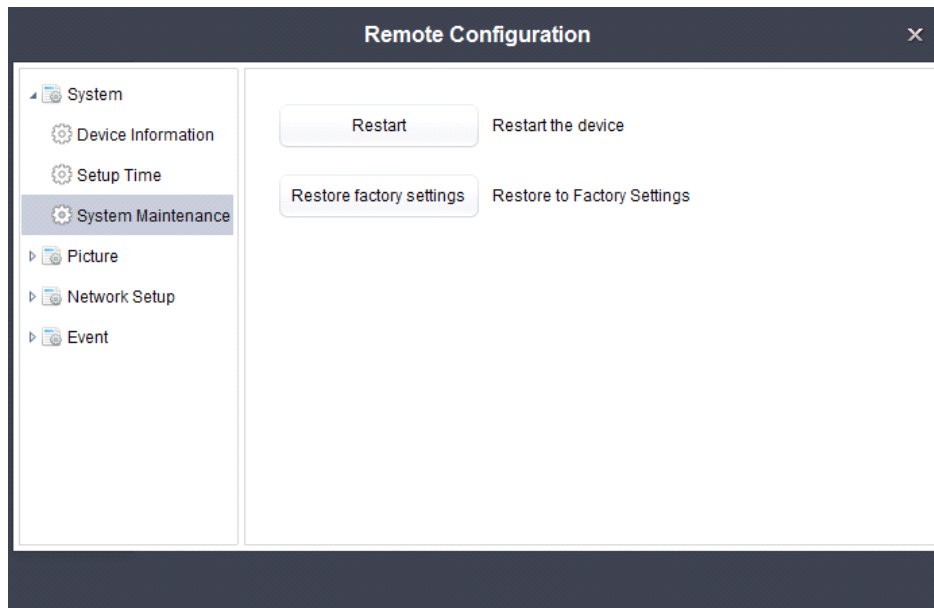 Remote Configuration
System
Device Information
Setup Time
System Maintenance
Picture
Network Setup
Event
Restart Restart the device
Restore factory settings Restore to Factory Settings